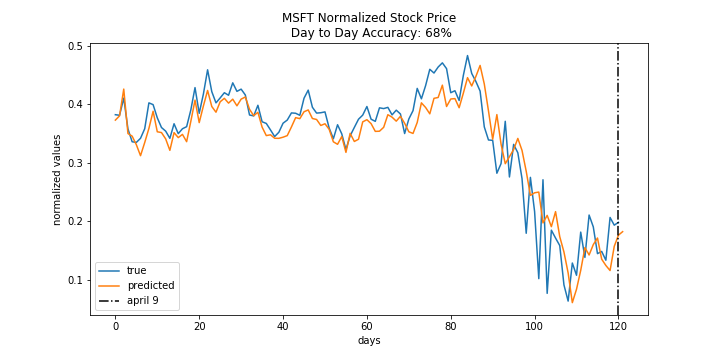 MSFT Normalized Stock Price
Day to Day Accuracy: 68%
0.5
0.4
0.3
0.2
0.1
normalized values
true
predicted
april 9
0 20 40 60 80 100 120
days